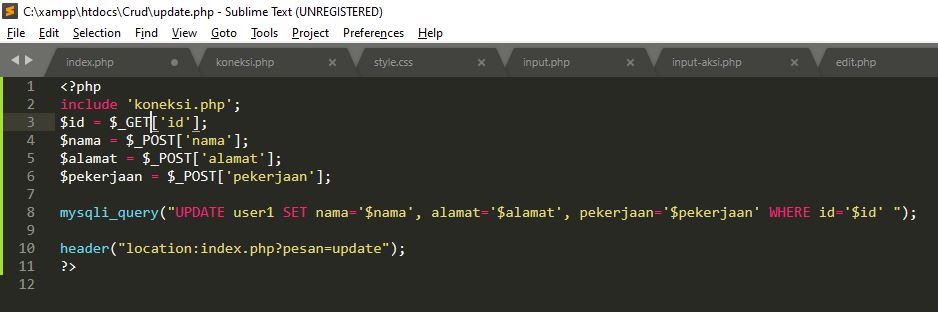 C:\xampp\htdocs\Crud\update.php - Sublime Text (UNREGISTERED)
File Edit Selection Find View Goto Tools Project Preferences Help
index.php koneksi.php style.css input.php input-aksi.php edit.php
1 <?php
2 include 'koneksi.php';
3 $id = $_GET['id'];
4 $nama = $_POST['nama'];
5 $alamat = $_POST['alamat'];
6 $pekerjaan = $_POST['pekerjaan'];
7
8 mysqli_query("UPDATE user1 SET nama='$nama', alamat='$alamat', pekerjaan='$pekerjaan' WHERE id='$id' ");
9
10 header("location:index.php?pesan=update");
11 ?>
12